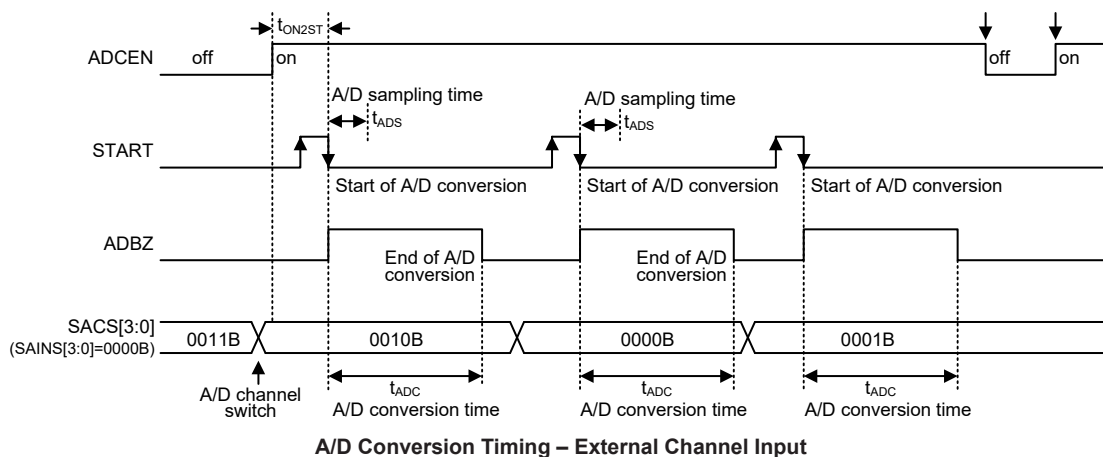 tON2ST
ADCEN off on off on
A/D sampling time A/D sampling time
tADS tADS
START
Start of A/D conversion Start of A/D conversion Start of A/D conversion
ADBZ
End of A/D conversion End of A/D conversion
SACS[3:0]
(SAINS[3:0]=0000B)
0011B 0010B 0000B 0001B
A/D channel
switch
tADC tADC tADC
A/D conversion time A/D conversion time A/D conversion time
A/D Conversion Timing – External Channel Input